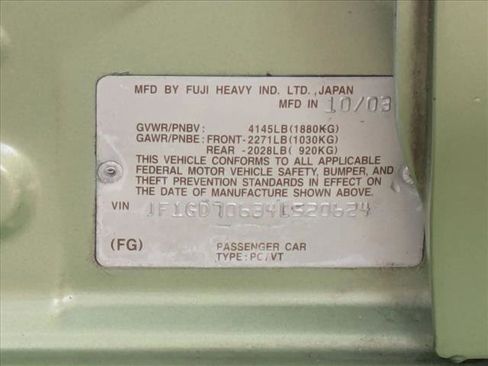 MFD BY FUJI HEAVY IND. LTD., JAPAN
MFD IN 10/03
GVWR/PNBV: 4145LB(1880KG)
GAWR/PNBE: FRONT-2271LB(1030KG)
REAR -2028LB( 920KG)
THIS VEHICLE CONFORMS TO ALL APPLICABLE
FEDERAL MOTOR VEHICLE SAFETY, BUMPER, AND
THEFT PREVENTION STANDARDS IN EFFECT ON
THE DATE OF MANUFACTURE SHOWN ABOVE.
VIN JF1GD70634L520624
(FG) PASSENGER CAR
TYPE: PC/VT